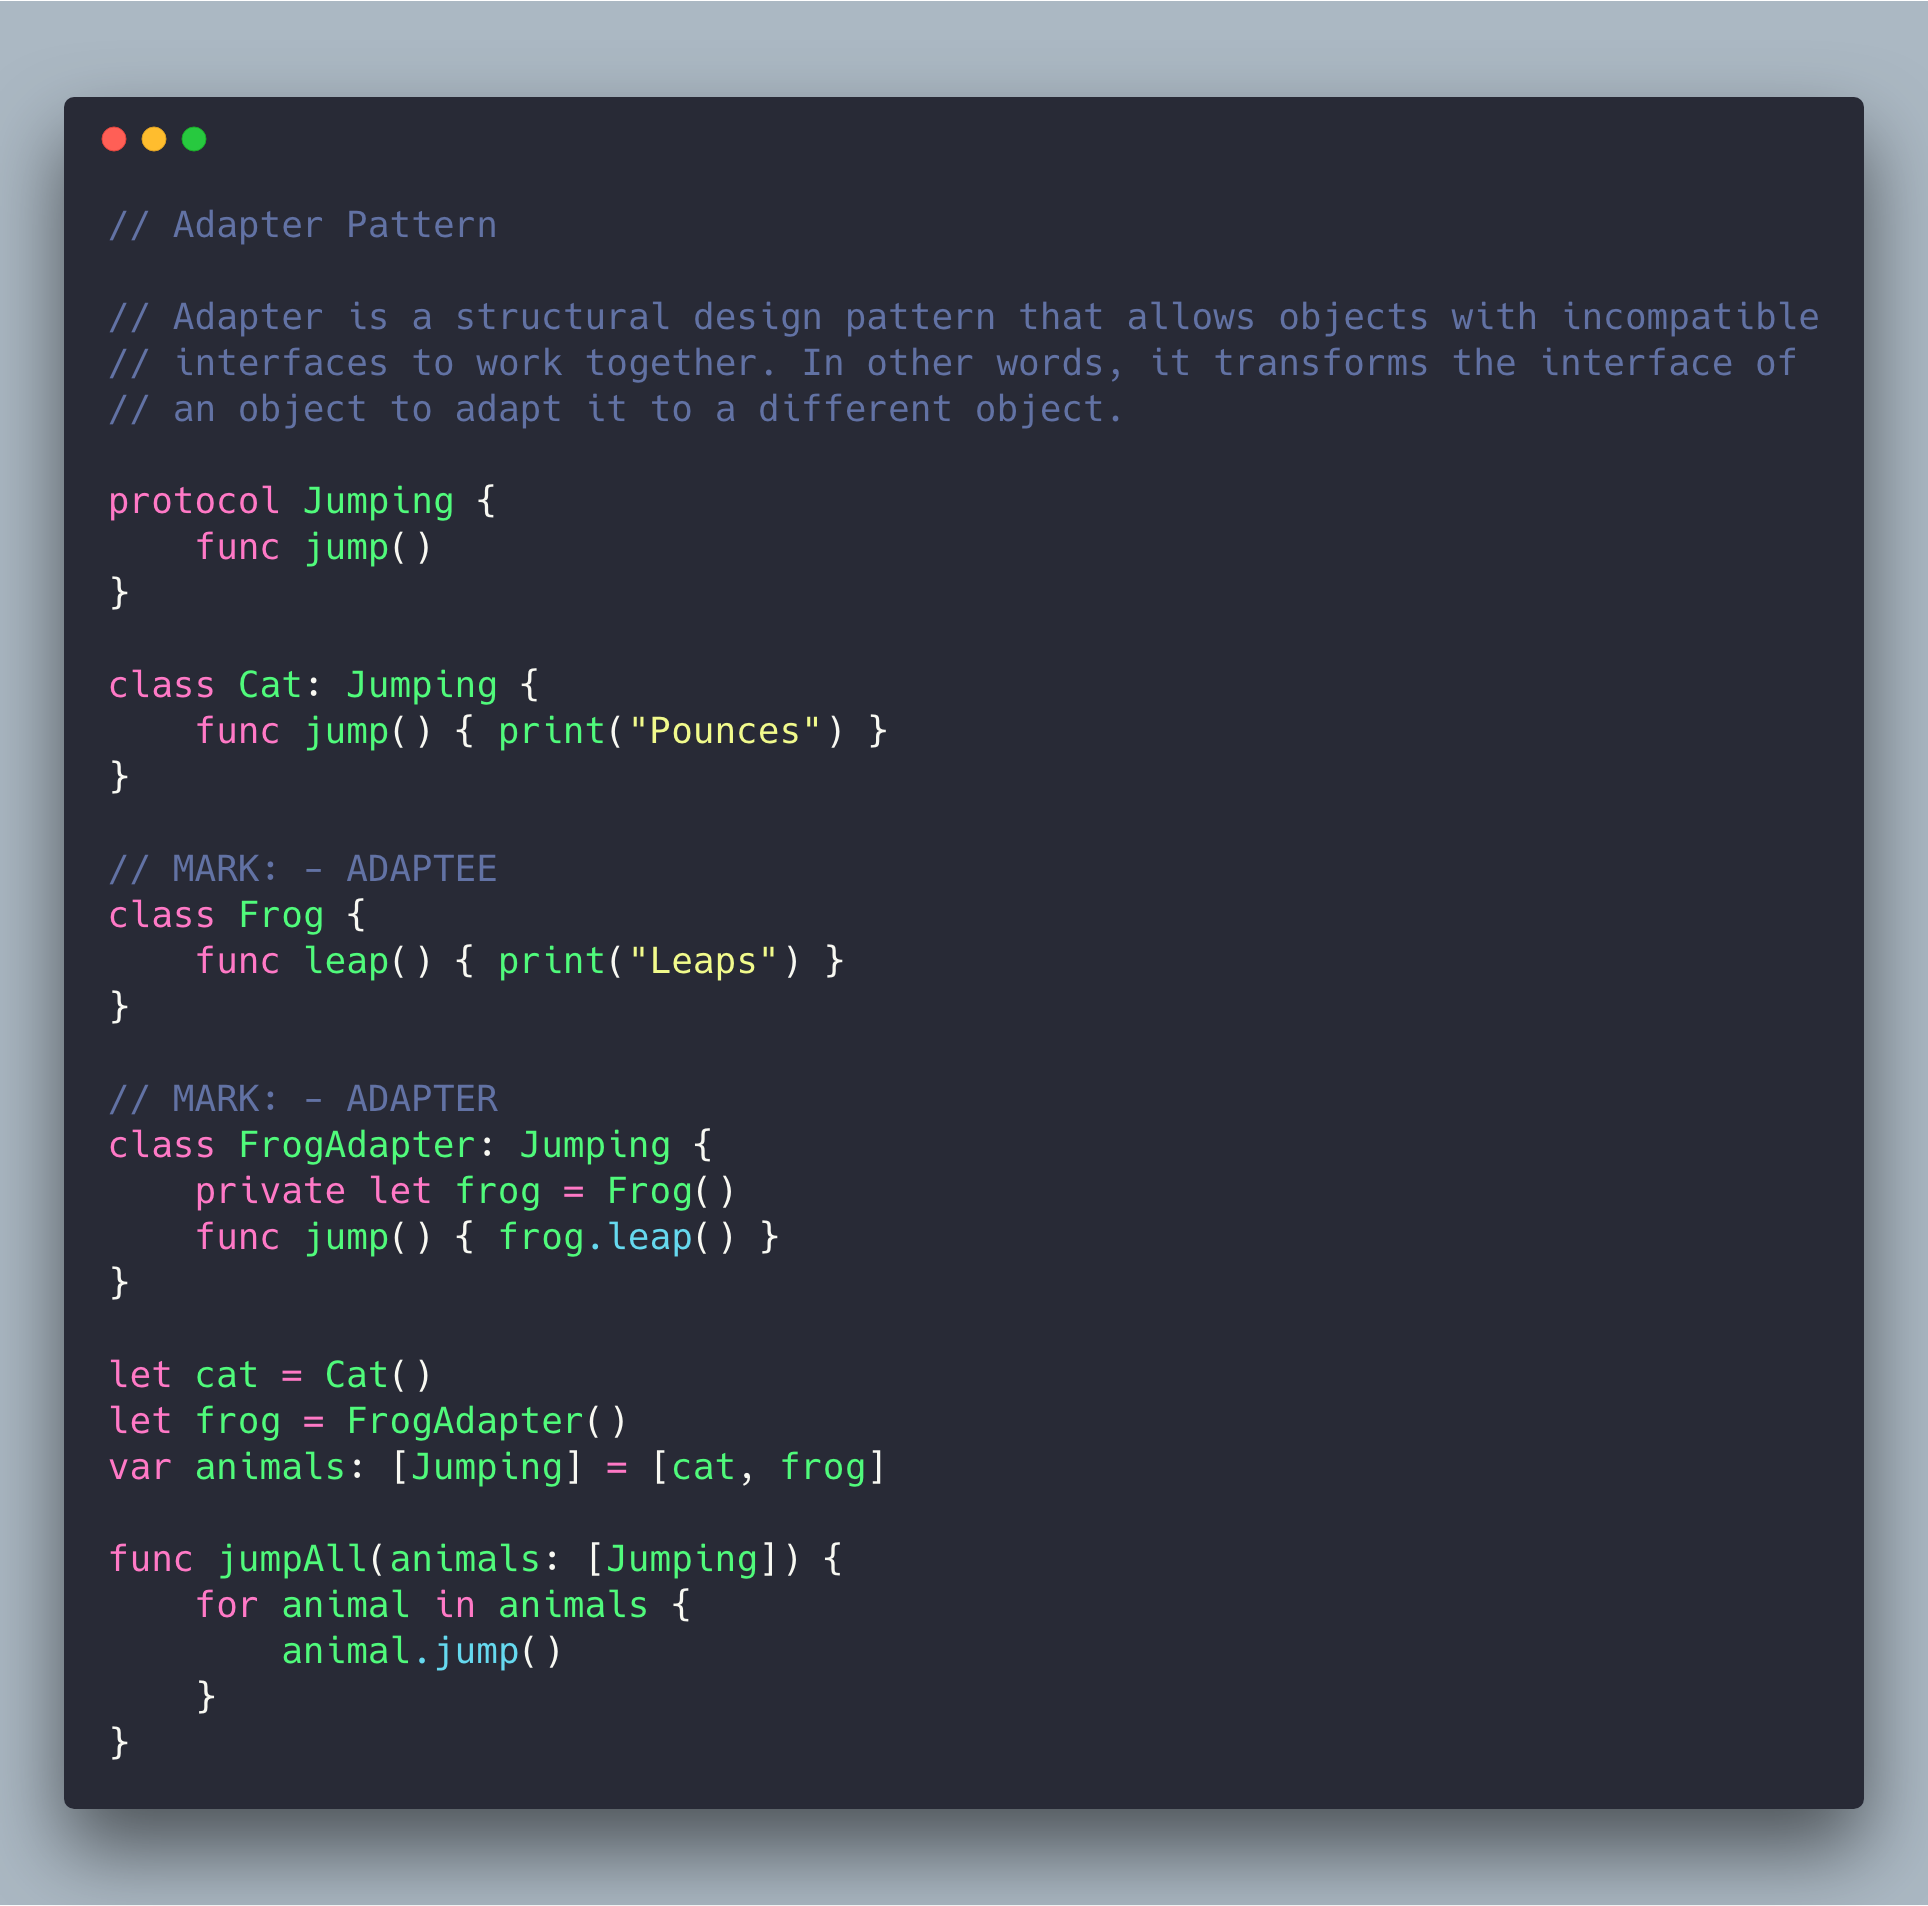 // Adapter Pattern

// Adapter is a structural design pattern that allows objects with incompatible
// interfaces to work together. In other words, it transforms the interface of
// an object to adapt it to a different object.

protocol Jumping {
    func jump()
}

class Cat: Jumping {
    func jump() { print("Pounces") }
}

// MARK: - ADAPTEE
class Frog {
    func leap() { print("Leaps") }
}

// MARK: - ADAPTER
class FrogAdapter: Jumping {
    private let frog = Frog()
    func jump() { frog.leap() }
}

let cat = Cat()
let frog = FrogAdapter()
var animals: [Jumping] = [cat, frog]

func jumpAll(animals: [Jumping]) {
    for animal in animals {
        animal.jump()
    }
}